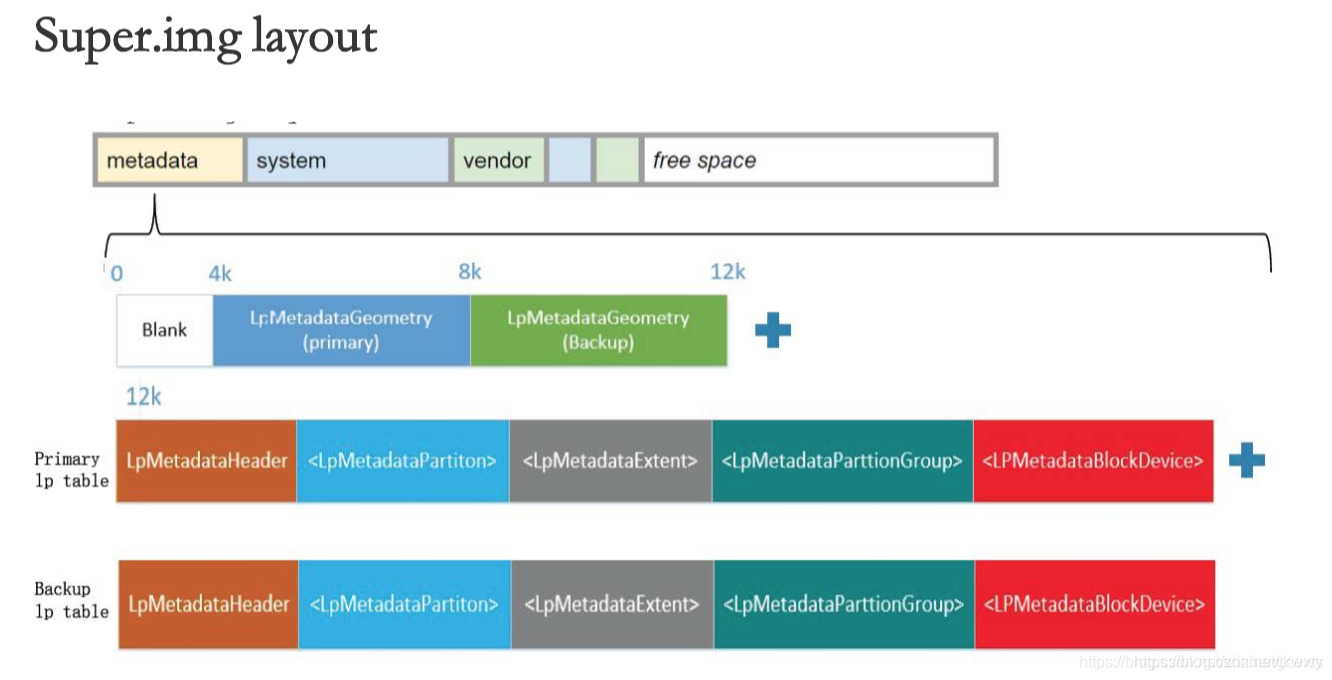 Super.img layout
metadata system vendor free space
0 4k 8k 12k
Blank LpMetadataGeometry LpMetadataGeometry
(primary) (Backup)
12k
Primary
lp table
LpMetadataHeader <LpMetadataPartiton> <LpMetadataExtent> <LpMetadataParttionGroup> <LPMetadataBlockDevice>
Backup
lp table
LpMetadataHeader <LpMetadataPartiton> <LpMetadataExtent> <LpMetadataParttionGroup> <LPMetadataBlockDevice>